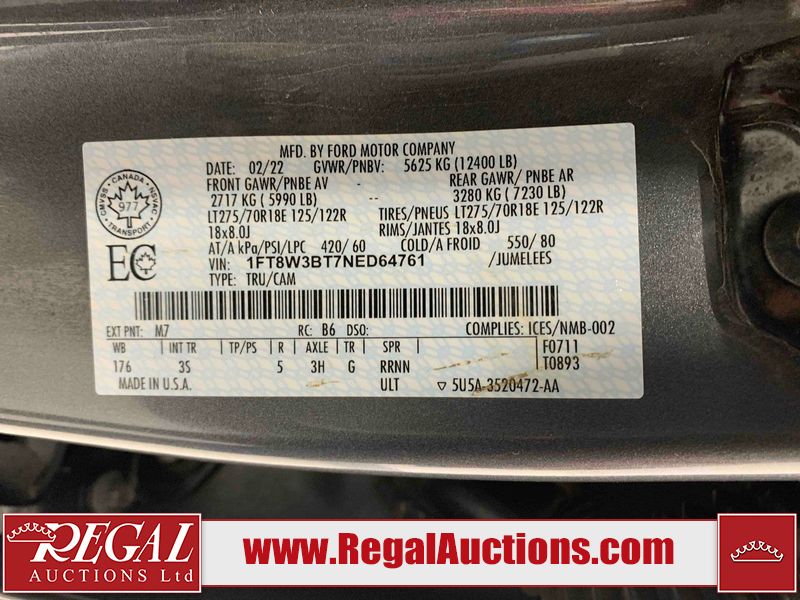 MFD. BY FORD MOTOR COMPANY
DATE: 02/22 GVWR/PNBV: 5625 KG (12400 LB)
FRONT GAWR/PNBE AV - REAR GAWR/ PNBE AR
2717 KG ( 5990 LB) -- 3280 KG ( 7230 LB)
LT275/70R18E 125/122R TIRES/PNEUS LT275/70R18E 125/122R
18x8.0J RIMS/JANTES 18x8.0J
AT/A kPa/PSI/LPC 420/ 60 COLD/A FROID 550/ 80
VIN: 1FT8W3BT7NED64761 /JUMELEES
TYPE: TRU/CAM
CMVSS - CANADA - NSVAC
977
TRANSPORT
EC
EXT PNT: M7 RC: B6 DSO: COMPLIES: ICES/NMB-002
WB INT TR TP/PS R AXLE TR SPR F0711
176 3S 5 3H G RRNN T0893
MADE IN U.S.A. ULT ▽ 5U5A-3520472-AA
REGAL
AUCTIONS Ltd
www.RegalAuctions.com